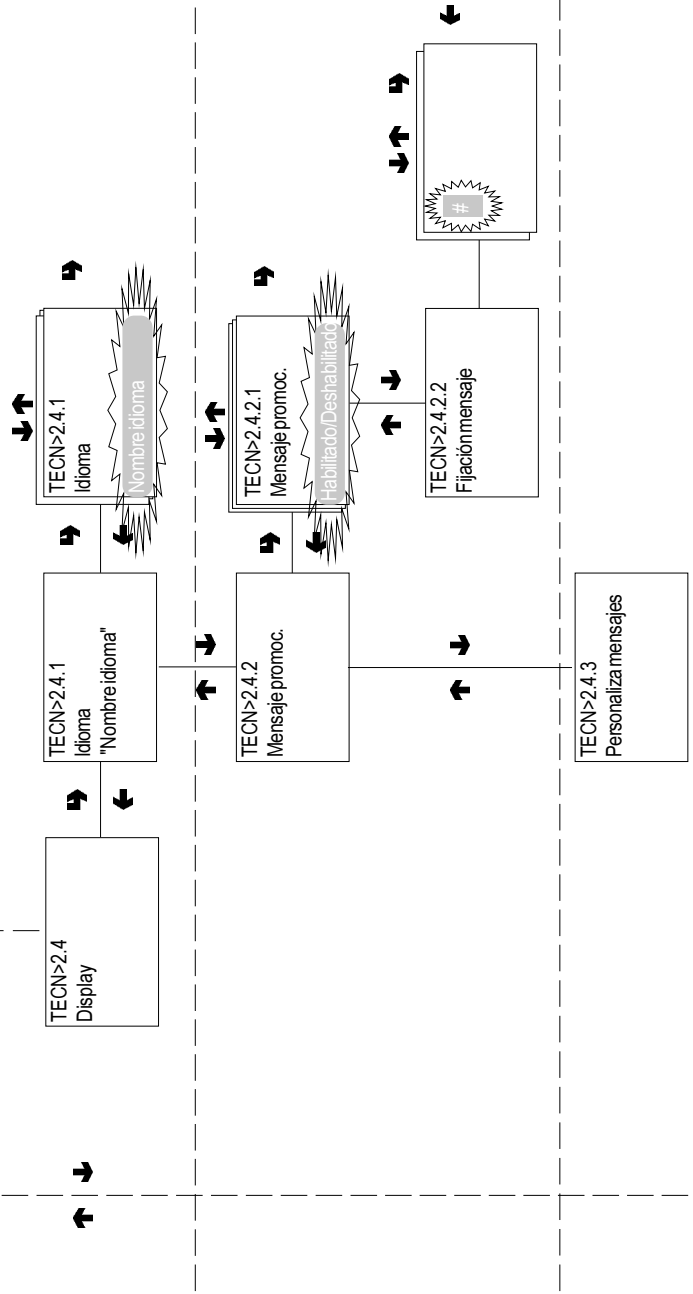 TECN>2.4
Display
TECN>2.4.1
Idioma
"Nombre idioma"
TECN>2.4.1
Idioma
Nombre idioma
TECN>2.4.2
Mensaje promoc.
TECN>2.4.2.1
Mensaje promoc.
Habilitado/Deshabilitado
TECN>2.4.2.2
Fijación mensaje
#
TECN>2.4.3
Personaliza mensajes